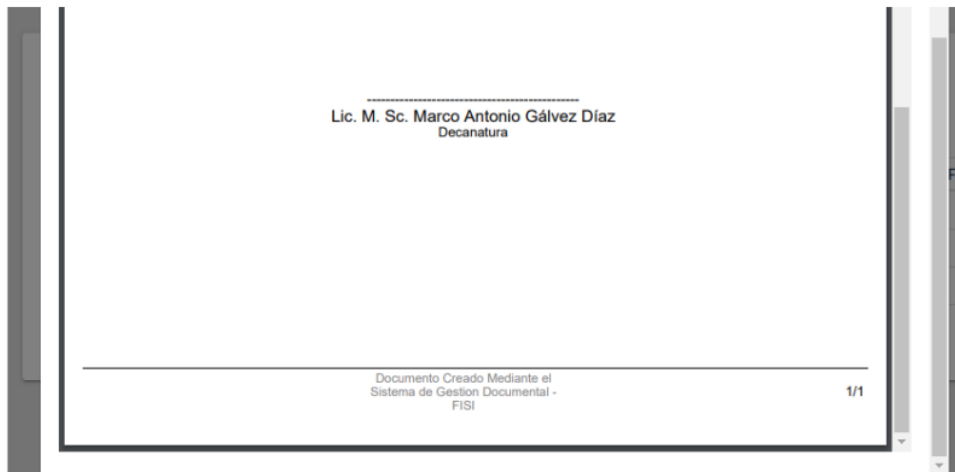 ---------------------------------------------
Lic. M. Sc. Marco Antonio Gálvez Díaz
Decanatura
Documento Creado Mediante el
Sistema de Gestion Documental -
FISI
1/1